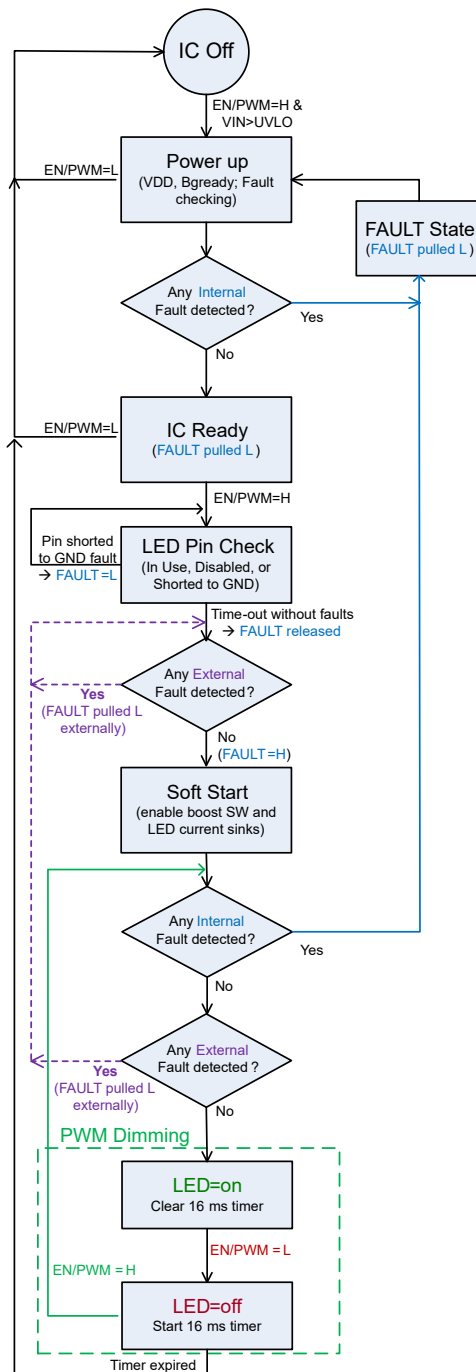 IC Off
EN/PWM=H &
VIN>UVLO
EN/PWM=L
Power up
(VDD, Bgready; Fault
checking)
FAULT State
(FAULT pulled L)
Any Internal
Fault detected?
Yes
No
EN/PWM=L
IC Ready
(FAULT pulled L)
EN/PWM=H
Pin shorted
to GND fault
→ FAULT=L
LED Pin Check
(In Use, Disabled, or
Shorted to GND)
Time-out without faults
→ FAULT released
Any External
Fault detected?
Yes
(FAULT pulled L
externally)
No
(FAULT=H)
Soft Start
(enable boost SW and
LED current sinks)
Any Internal
Fault detected?
Yes
No
Any External
Fault detected?
Yes
(FAULT pulled L
externally)
No
PWM Dimming
LED=on
Clear 16 ms timer
EN/PWM = L
EN/PWM = H
LED=off
Start 16 ms timer
Timer expired